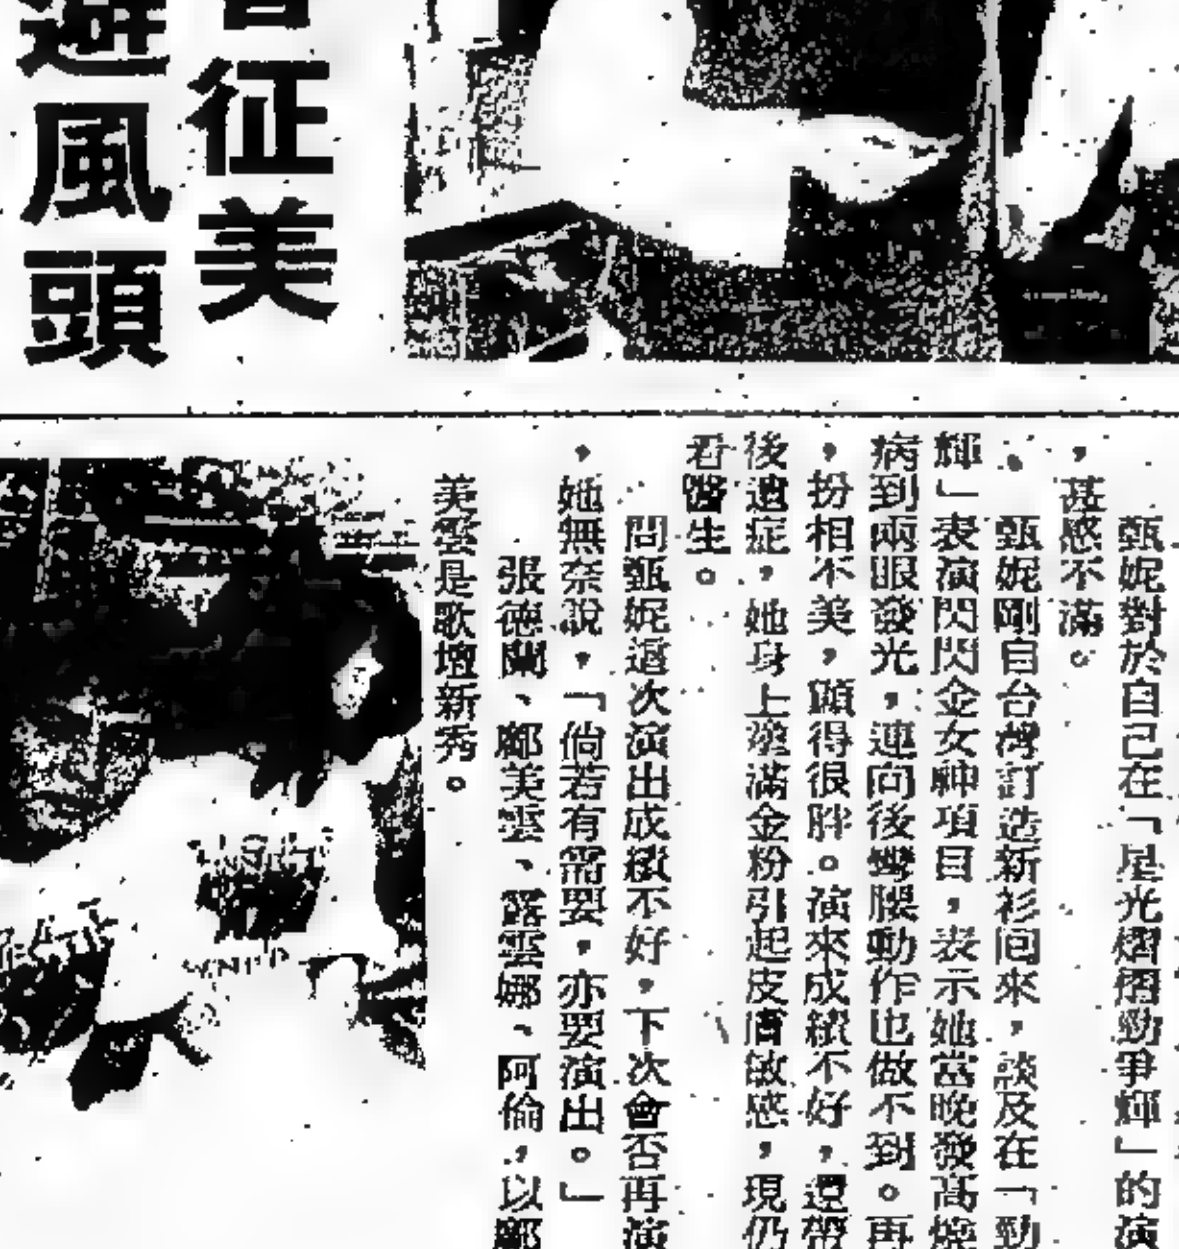 征美
避風頭
甄妮對於自己在「星光熠熠勁爭輝」的演
，甚感不滿。
甄妮剛自台灣訂造新衫回來，談及在「勁
輝」表演閃閃金女神項目，表示她當晚發高燒
病到兩眼發光，連向後彎腰動作也做不到。再
，扮相不美，顯得很胖。演來成績不好，還帶
後遺症，她身上塗滿金粉引起皮膚敏感，現仍
看醫生。
問甄妮這次演出成績不好，下次會否再演
，她無奈說，「倘若有需要，亦要演出。」
張德蘭、鄺美雲、露雲娜、阿倫，以鄺
美雲是歌壇新秀。